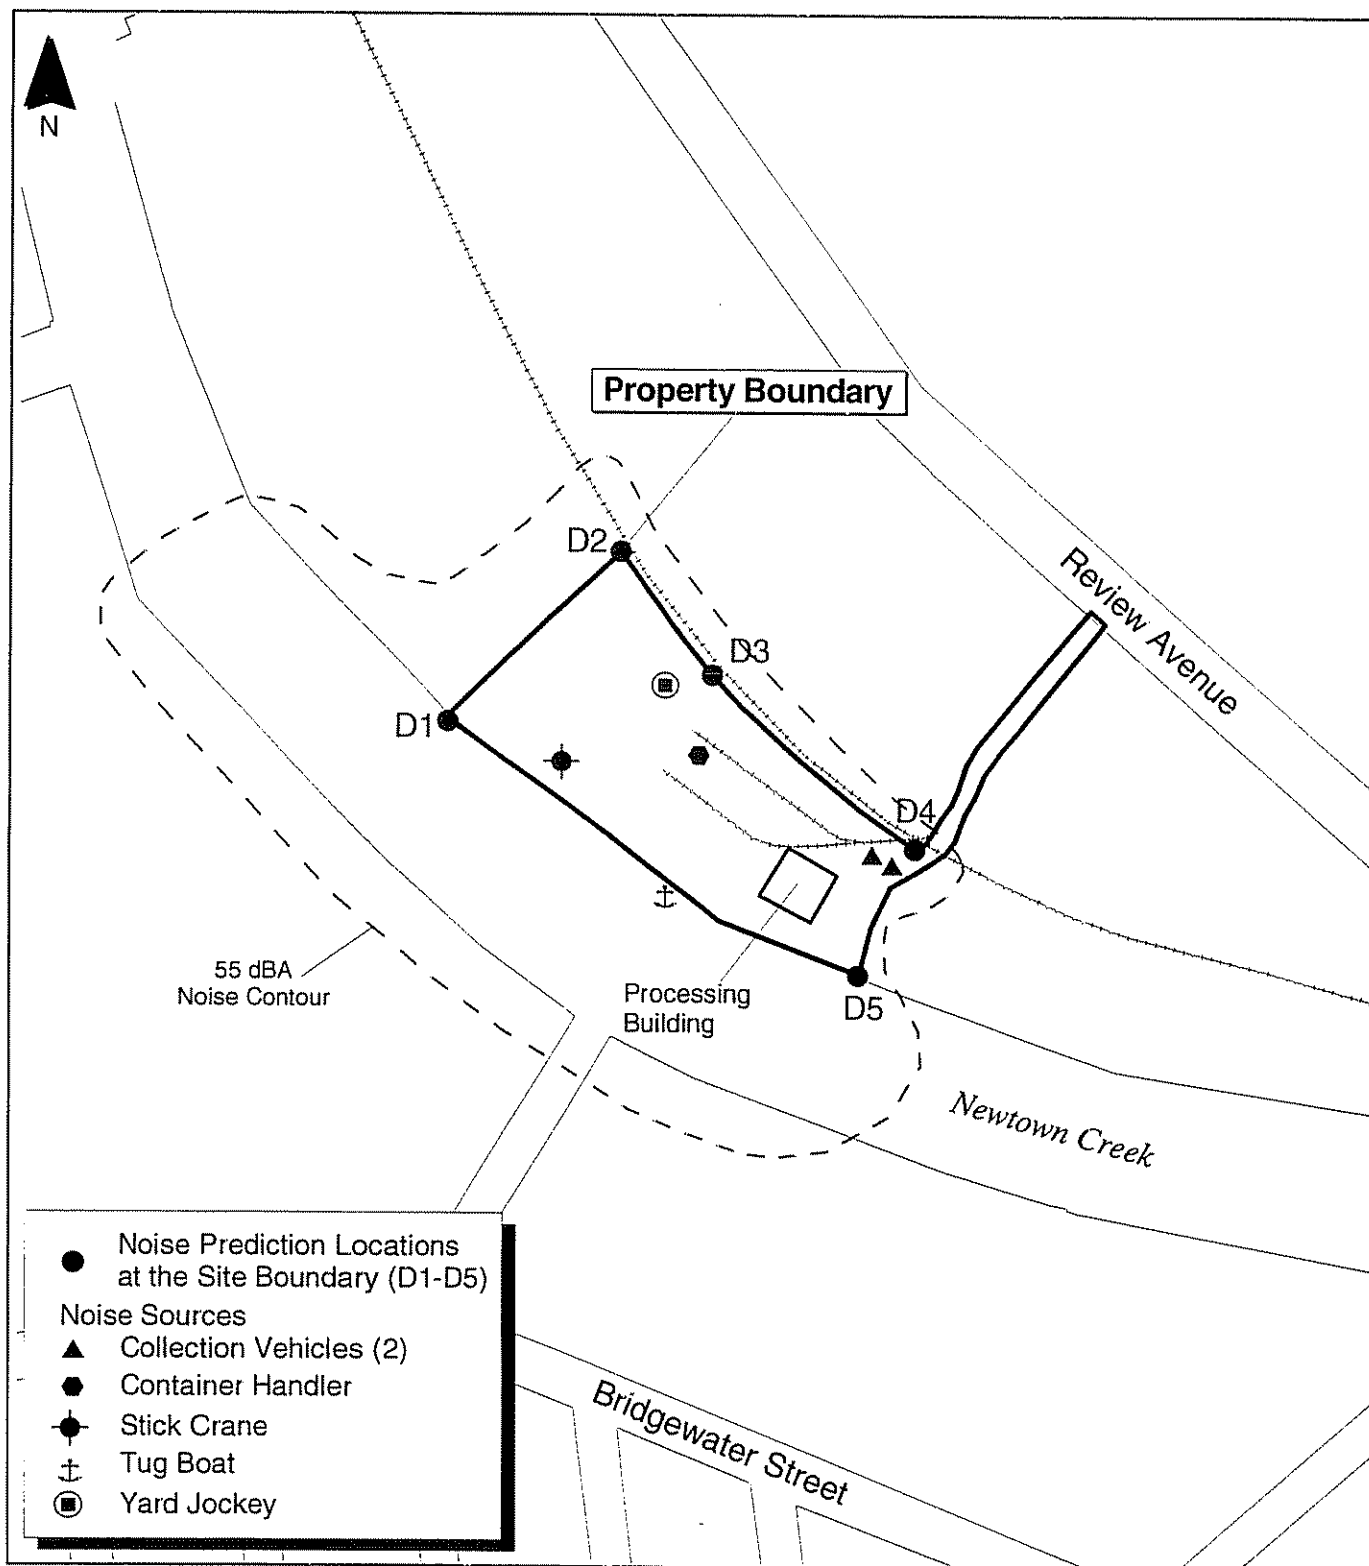 N
Property Boundary
D2
Review Avenue
D3
D1
D4
55 dBA
Noise Contour
Processing
Building
D5
Newtown Creek
Noise Prediction Locations
at the Site Boundary (D1-D5)
Noise Sources
Collection Vehicles (2)
Container Handler
Stick Crane
Tug Boat
Yard Jockey
Bridgewater Street